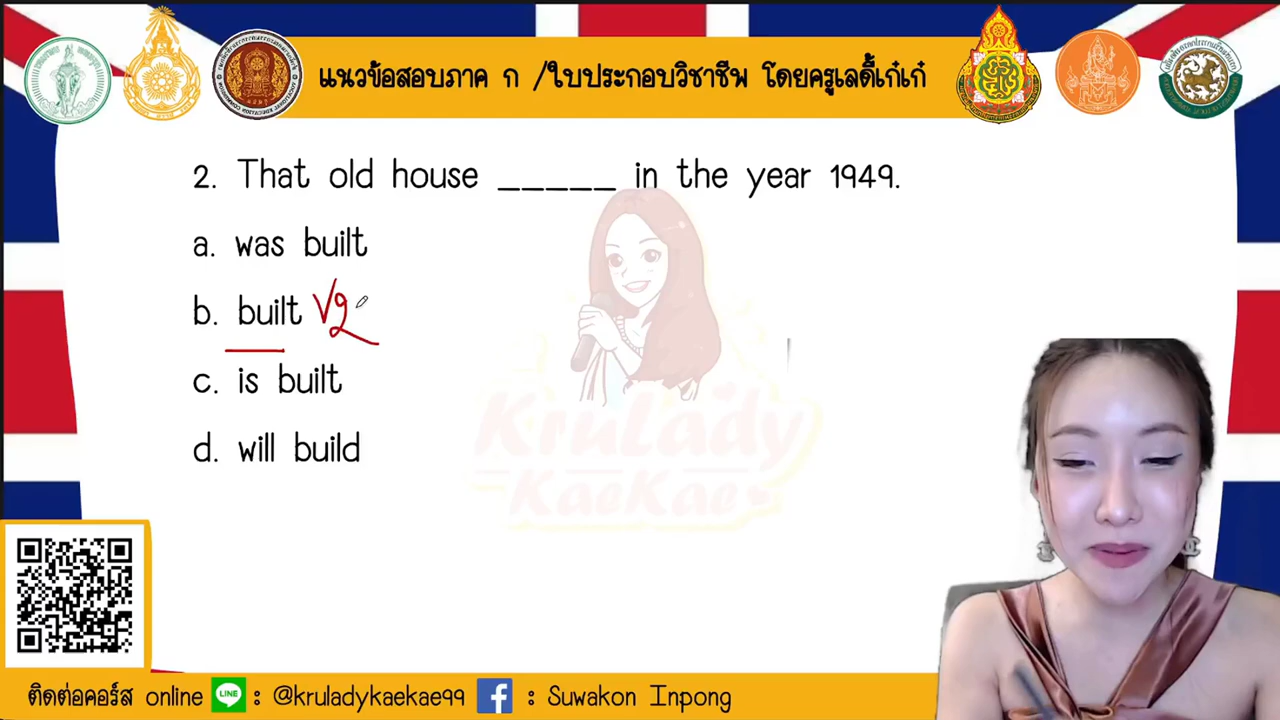 แนวข้อสอบภาค ก /ใบประกอบวิชาชีพ โดยครูเลดี้เก๋เก๋
2. That old house _____ in the year 1949.
a. was built
b. built V2
c. is built
d. will build
KruLady
KaeKae
ติดต่อคอร์ส online LINE : @kruladykaekae99 f : Suwakon Inpong